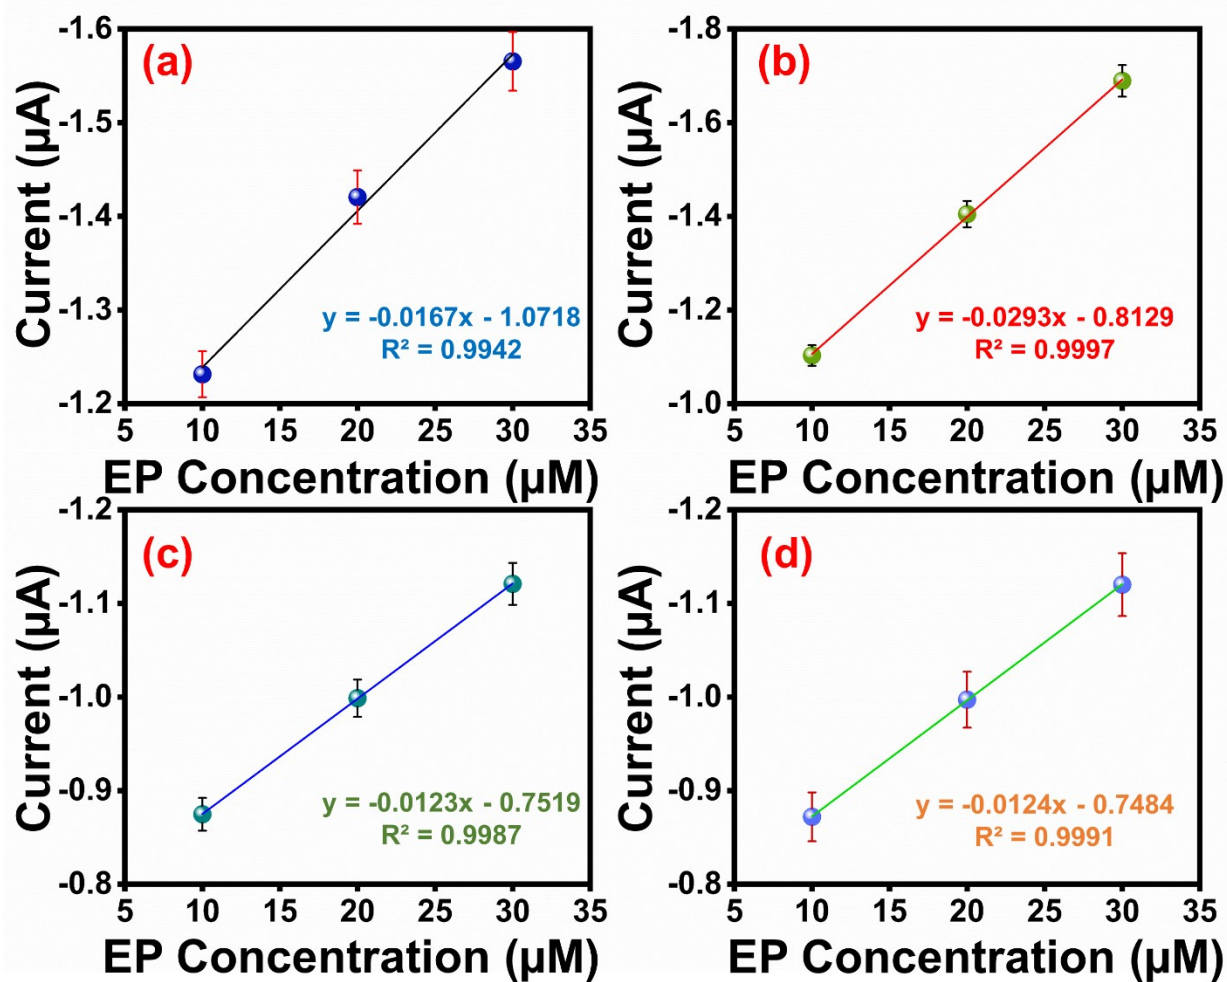 (a)
Current (µA)
-1.6
-1.5
-1.4
-1.3
-1.2
y = -0.0167x - 1.0718
R² = 0.9942
5 10 15 20 25 30 35
EP Concentration (µM)
(b)
Current (µA)
-1.8
-1.6
-1.4
-1.2
-1.0
y = -0.0293x - 0.8129
R² = 0.9997
5 10 15 20 25 30 35
EP Concentration (µM)
(c)
Current (µA)
-1.2
-1.1
-1.0
-0.9
-0.8
y = -0.0123x - 0.7519
R² = 0.9987
5 10 15 20 25 30 35
EP Concentration (µM)
(d)
Current (µA)
-1.2
-1.1
-1.0
-0.9
-0.8
y = -0.0124x - 0.7484
R² = 0.9991
5 10 15 20 25 30 35
EP Concentration (µM)